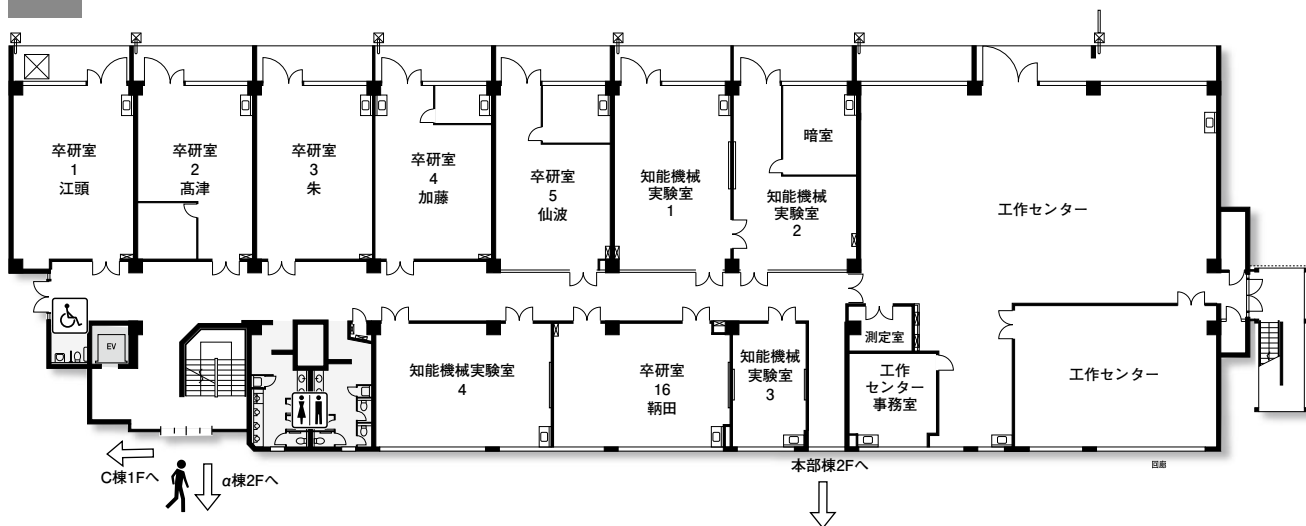 卒研室
1
江頭
卒研室
2
髙津
卒研室
3
朱
卒研室
4
加藤
卒研室
5
仙波
知能機械
実験室
1
暗室
知能機械
実験室
2
工作センター
EV
知能機械実験室
4
卒研室
16
鞆田
知能機械
実験室
3
測定室
工作
センター
事務室
工作センター
C棟1Fへ
α棟2Fへ
本部棟2Fへ
回廊